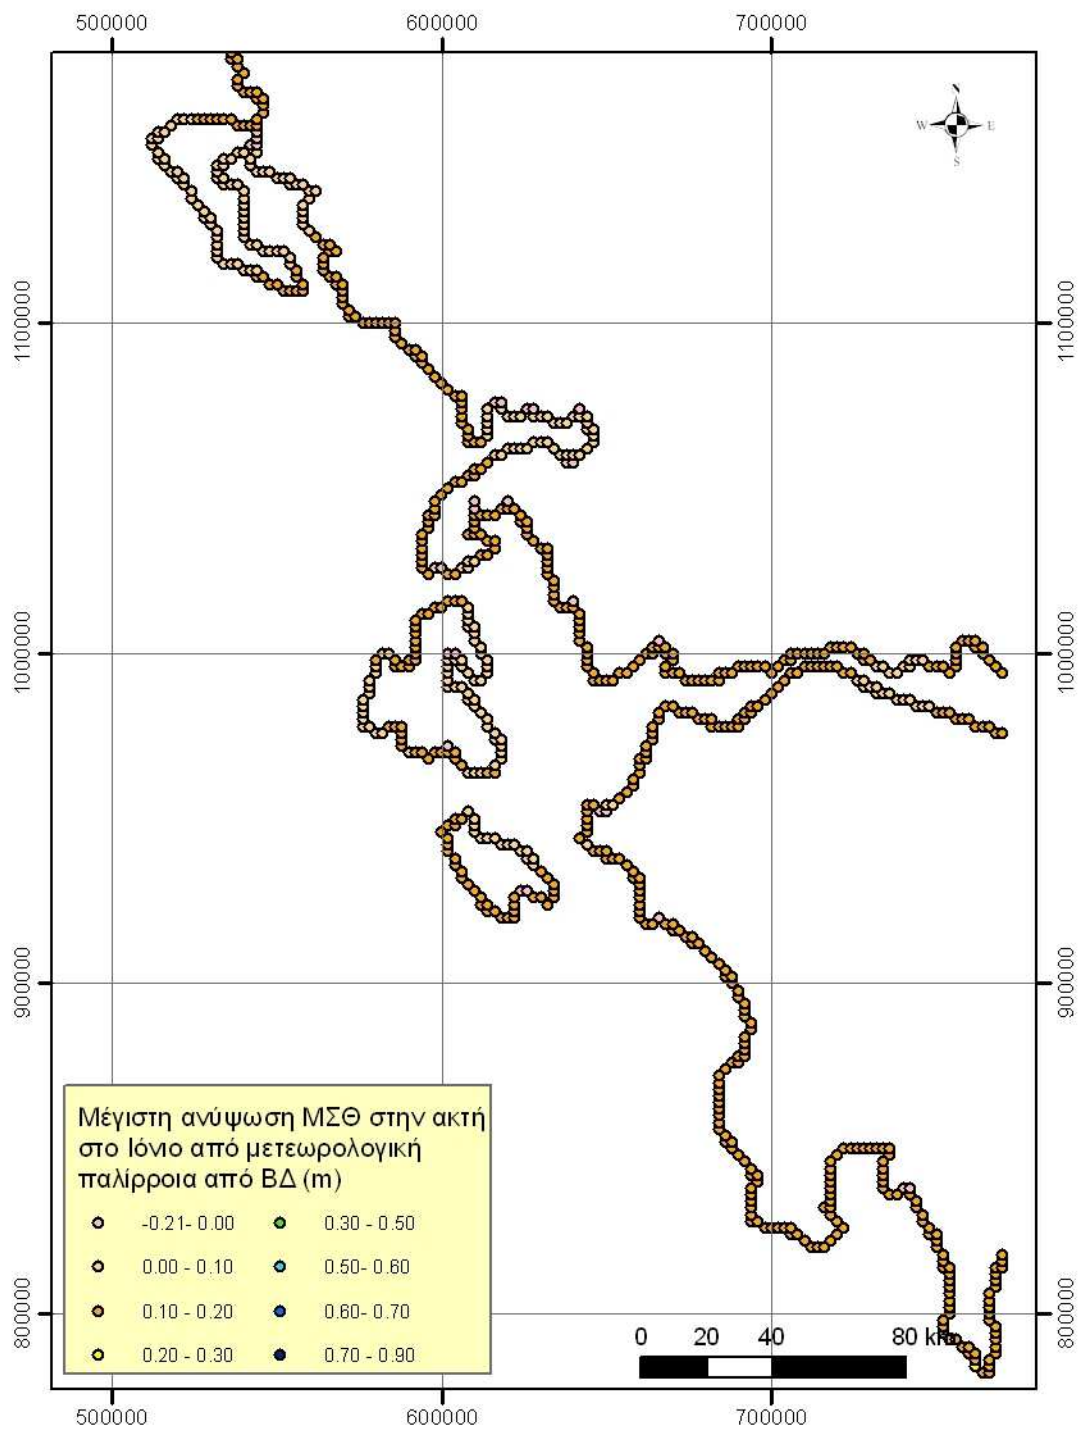 500000 600000 700000
N
W E
S
1100000 1100000
1000000 1000000
900000 900000
Μέγιστη ανύψωση ΜΣΘ στην ακτή
στο Ιόνιο από μετεωρολογική
παλίρροια από ΒΔ (m)
-0.21- 0.00 0.30 - 0.50
0.00 - 0.10 0.50- 0.60
0.10 - 0.20 0.60- 0.70
0.20 - 0.30 0.70 - 0.90
800000 800000
0 20 40 80 km
500000 600000 700000